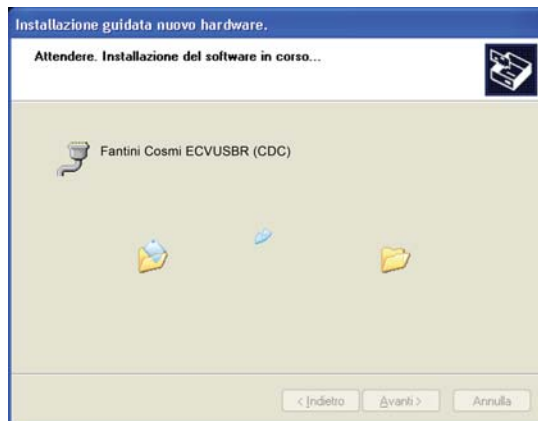 Installazione guidata nuovo hardware.
Attendere. Installazione del software in corso...
Fantini Cosmi ECVUSBR (CDC)
< Indietro
Avanti >
Annulla